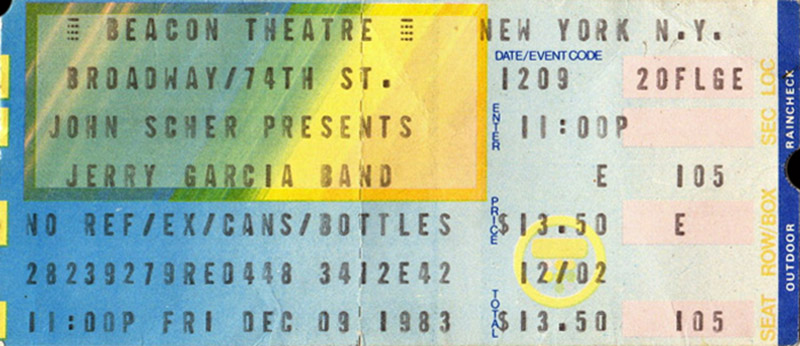 BEACON THEATRE NEW YORK N.Y.
DATE/EVENT CODE
BROADWAY/74TH ST. 1209 20FLGE
JOHN SCHER PRESENTS ENTER 11:00P
JERRY GARCIA BAND E 105
NO REF/EX/CANS/BOTTLES PRICE $13.50 E
28239279RED448 3412E42 12/02
11:00P FRI DEC 09 1983 TOTAL $13.50 105
SEAT ROW/BOX SEC LOC
OUTDOOR RAINCHECK